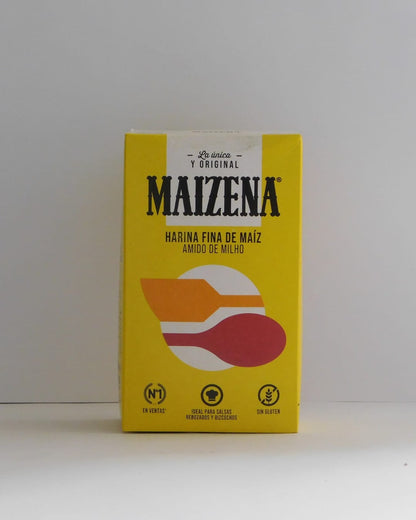 – La única –
Y ORIGINAL
MAIZENA®
HARINA FINA DE MAÍZ
AMIDO DE MILHO
Nº1
EN VENTAS*
IDEAL PARA SALSAS
REBOZADOS Y BIZCOCHOS
SIN GLUTEN